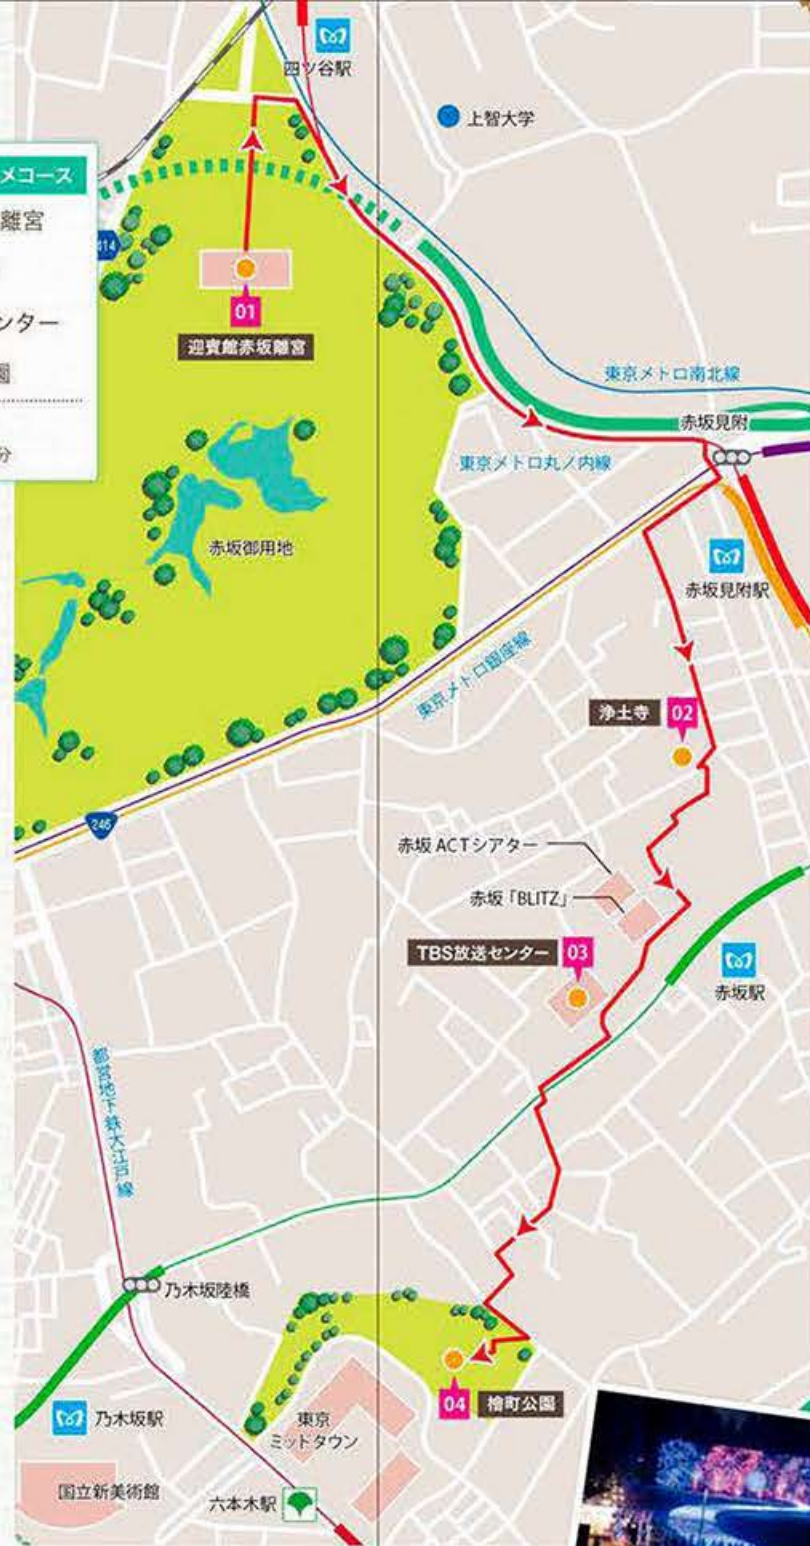 メコース
離宮
ンター
園
分
四ツ谷駅
上智大学
414
01
迎賓館赤坂離宮
東京メトロ南北線
赤坂見附
東京メトロ丸ノ内線
赤坂御用地
赤坂見附駅
東京メトロ銀座線
浄土寺
02
246
赤坂 ACTシアター
赤坂「BLITZ」
TBS放送センター
03
赤坂駅
都営地下鉄大江戸線
乃木坂陸橋
04
檜町公園
乃木坂駅
東京
ミッドタウン
国立新美術館
六本木駅